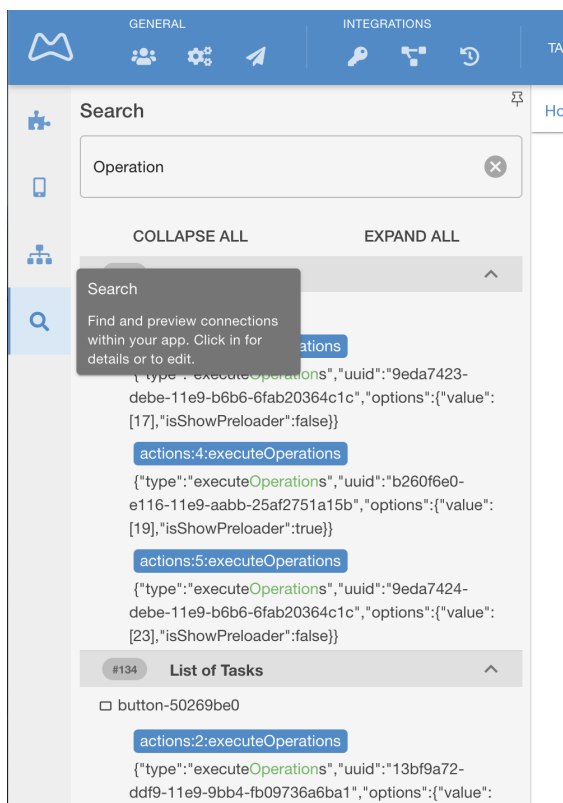 GENERAL
INTEGRATIONS
TA
Search
Ho
Operation
COLLAPSE ALL
EXPAND ALL
Search
Find and preview connections
within your app. Click in for
details or to edit.
ations
{"type":"executeOperations","uuid":"9eda7423-
debe-11e9-b6b6-6fab20364c1c","options":{"value":
[17],"isShowPreloader":false}}
actions:4:executeOperations
{"type":"executeOperations","uuid":"b260f6e0-
e116-11e9-aabb-25af2751a15b","options":{"value":
[19],"isShowPreloader":true}}
actions:5:executeOperations
{"type":"executeOperations","uuid":"9eda7424-
debe-11e9-b6b6-6fab20364c1c","options":{"value":
[23],"isShowPreloader":false}}
#134
List of Tasks
button-50269be0
actions:2:executeOperations
{"type":"executeOperations","uuid":"13bf9a72-
ddf9-11e9-9bb4-fb09736a6ba1","options":{"value":